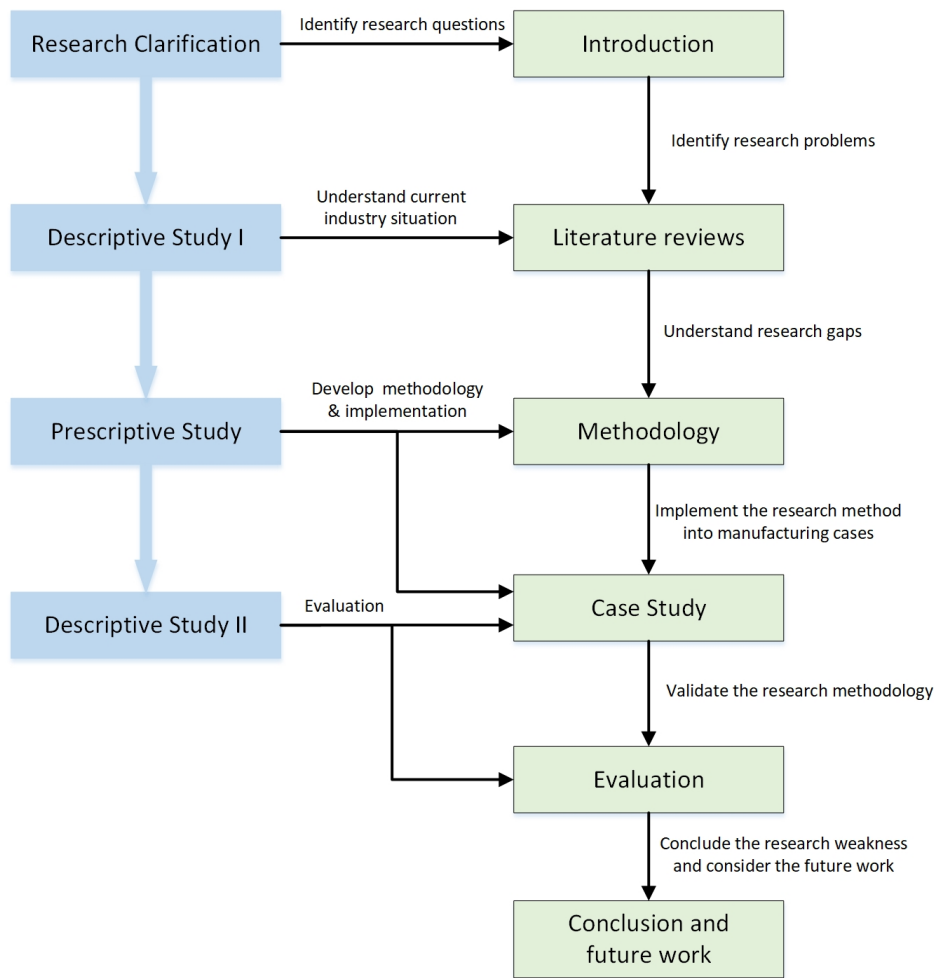 Research Clarification
Identify research questions
Introduction
Identify research problems
Understand current
industry situation
Descriptive Study I
Literature reviews
Understand research gaps
Develop  methodology
& implementation
Prescriptive Study
Methodology
Implement the research method
into manufacturing cases
Case Study
Evaluation
Descriptive Study II
Validate the research methodology
Evaluation
Conclude the research weakness
and consider the future work
Conclusion and
future work